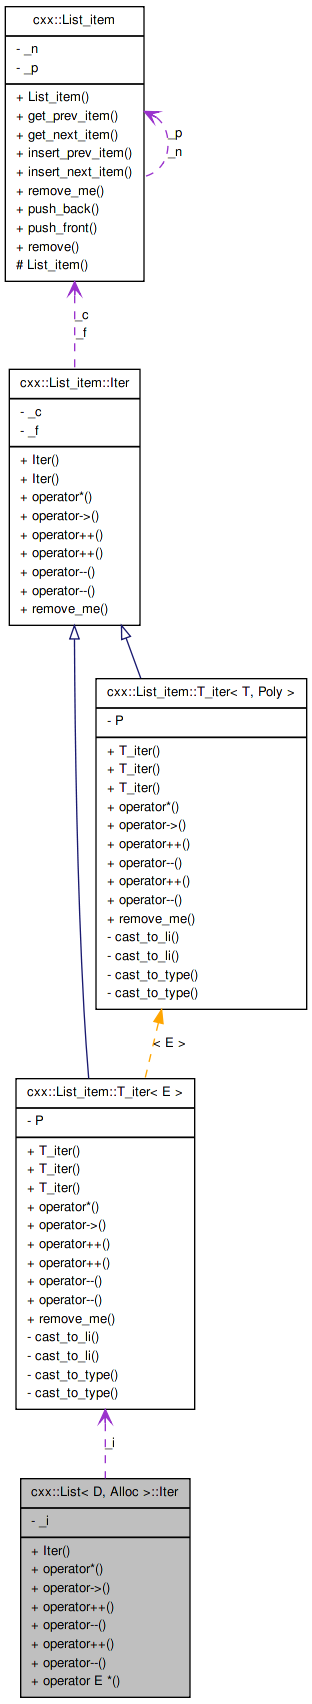 cxx::List_item
- _n
- _p
+ List_item()
+ get_prev_item()
+ get_next_item()
+ insert_prev_item()
+ insert_next_item()
+ remove_me()
+ push_back()
+ push_front()
+ remove()
# List_item()
_p
_n
_c
_f
cxx::List_item::Iter
- _c
- _f
+ Iter()
+ Iter()
+ operator*()
+ operator->()
+ operator++()
+ operator++()
+ operator--()
+ operator--()
+ remove_me()
cxx::List_item::T_iter< T, Poly >
- P
+ T_iter()
+ T_iter()
+ T_iter()
+ operator*()
+ operator->()
+ operator++()
+ operator--()
+ operator++()
+ operator--()
+ remove_me()
- cast_to_li()
- cast_to_li()
- cast_to_type()
- cast_to_type()
< E >
cxx::List_item::T_iter< E >
- P
+ T_iter()
+ T_iter()
+ T_iter()
+ operator*()
+ operator->()
+ operator++()
+ operator++()
+ operator--()
+ operator--()
+ remove_me()
- cast_to_li()
- cast_to_li()
- cast_to_type()
- cast_to_type()
_i
cxx::List< D, Alloc >::Iter
- _i
+ Iter()
+ operator*()
+ operator->()
+ operator++()
+ operator--()
+ operator++()
+ operator--()
+ operator E *()